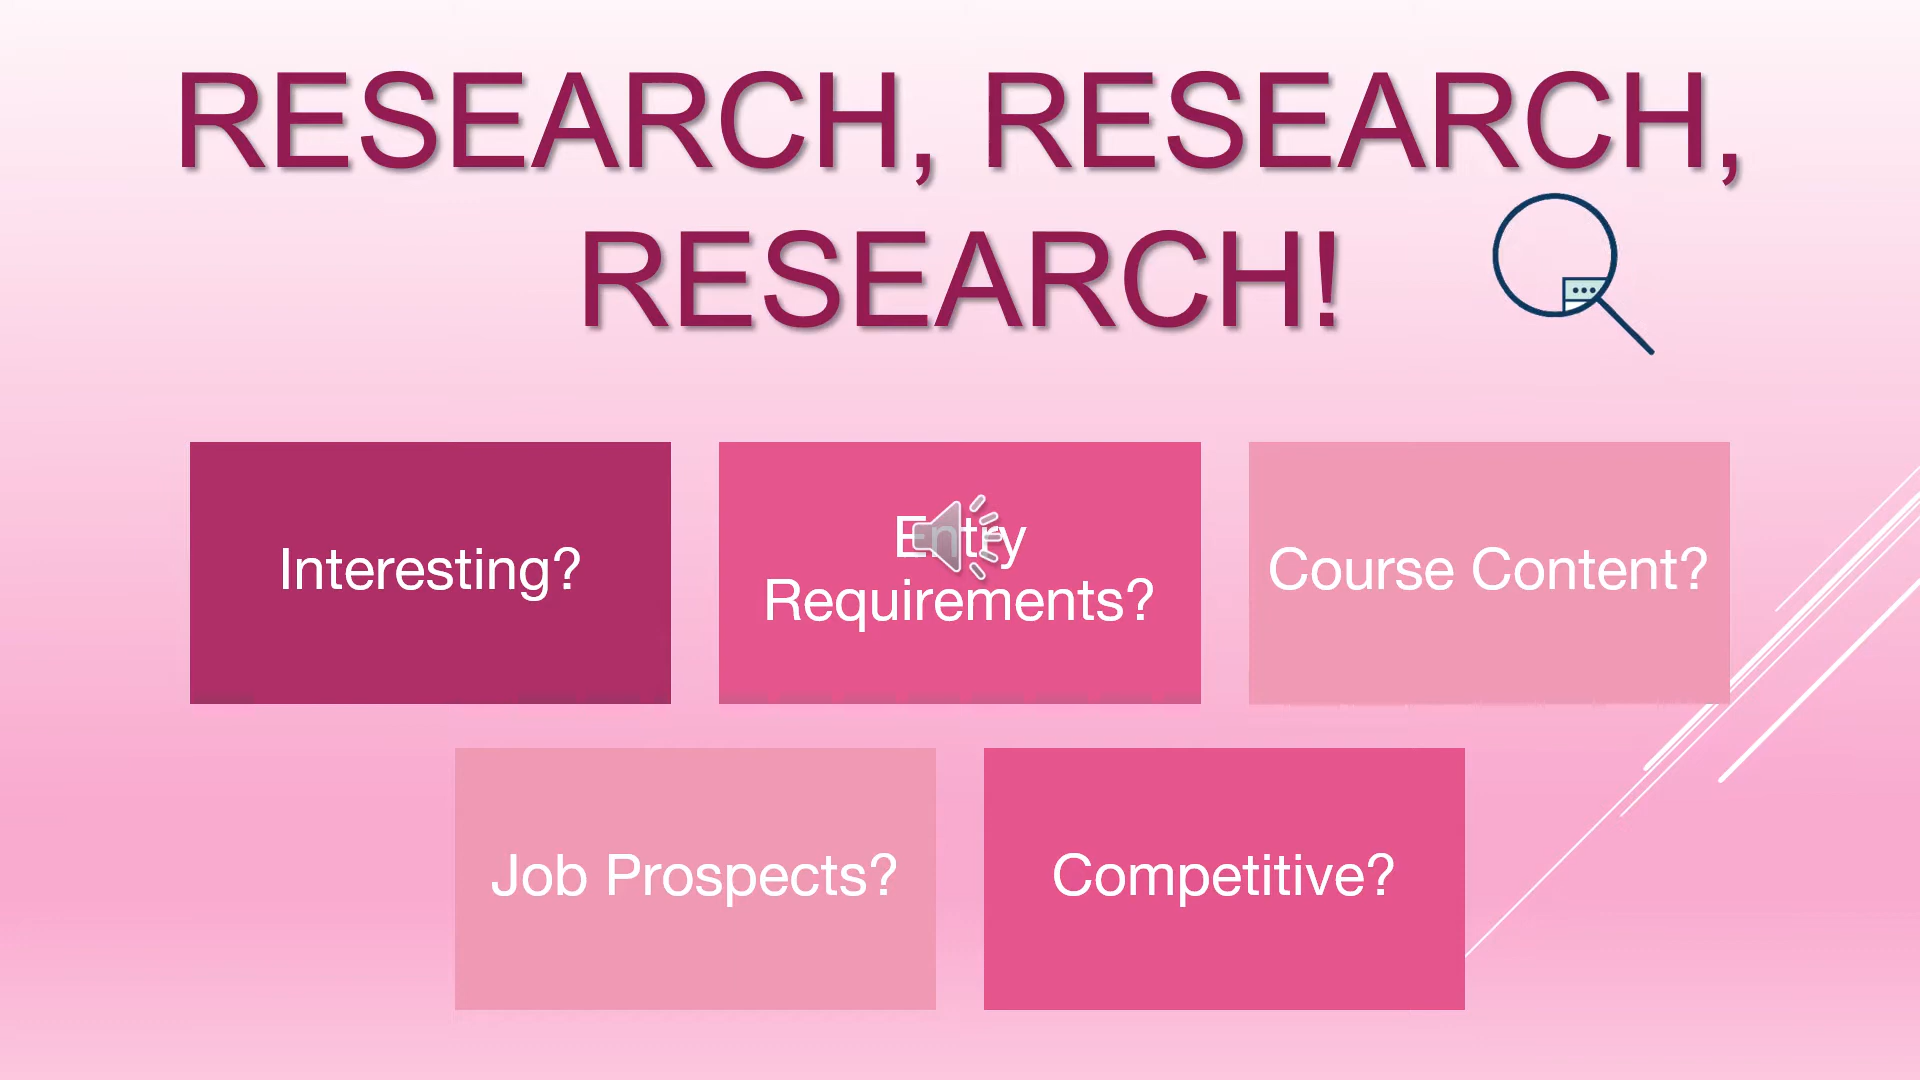 RESEARCH, RESEARCH,
RESEARCH!
Interesting?
Entry
Requirements?
Course Content?
Job Prospects?
Competitive?